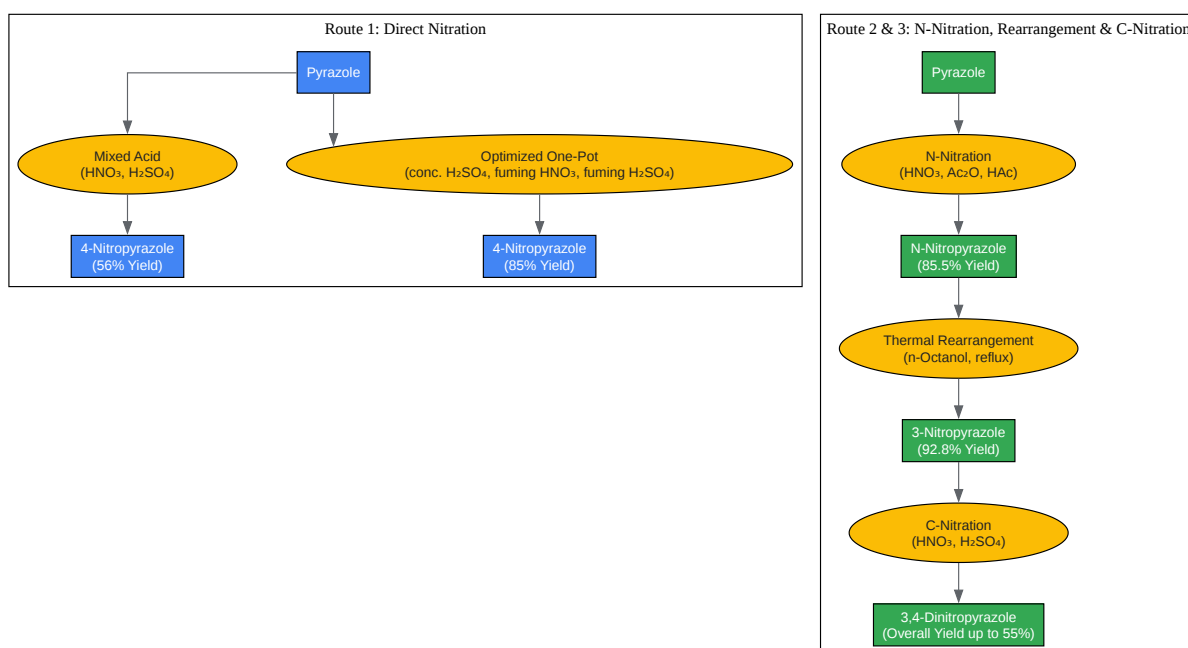 Route 1: Direct Nitration
Pyrazole
Mixed Acid
(HNO₃, H₂SO₄)
Optimized One-Pot
(conc. H₂SO₄, fuming HNO₃, fuming H₂SO₄)
4-Nitropyrazole
(56% Yield)
4-Nitropyrazole
(85% Yield)
Route 2 & 3: N-Nitration, Rearrangement & C-Nitration
Pyrazole
N-Nitration
(HNO₃, Ac₂O, HAc)
N-Nitropyrazole
(85.5% Yield)
Thermal Rearrangement
(n-Octanol, reflux)
3-Nitropyrazole
(92.8% Yield)
C-Nitration
(HNO₃, H₂SO₄)
3,4-Dinitropyrazole
(Overall Yield up to 55%)